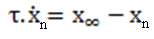 τ.ẋₙ = x∞ − xₙ